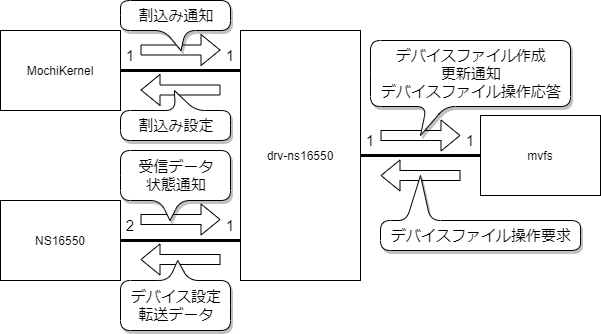 割込み通知
MochiKernel
1
1
割込み設定
受信データ
状態通知
NS16550
2
1
デバイス設定
転送データ
drv-ns16550
デバイスファイル作成
更新通知
デバイスファイル操作応答
1
1
mvfs
デバイスファイル操作要求